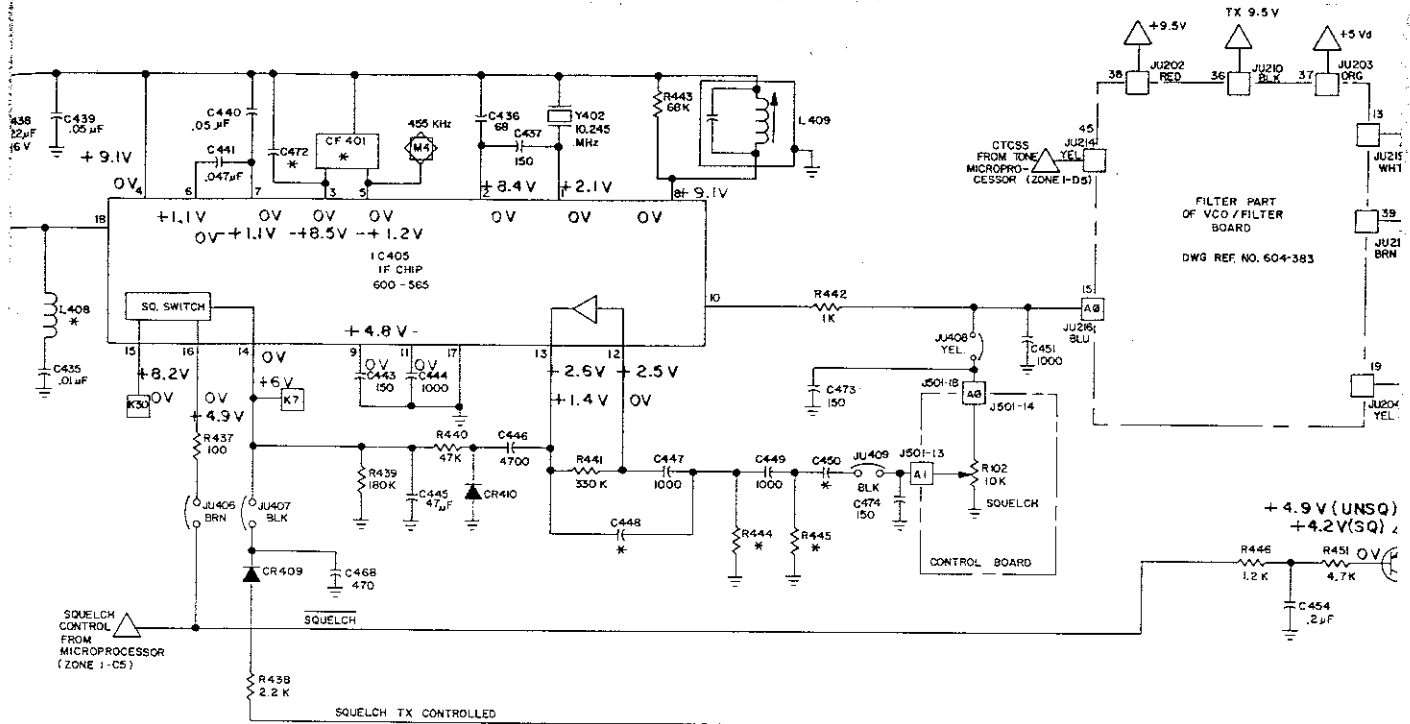 +9.5V
TX 9.5V
+5 Vd
38
JU202
RED
36
JU210
BLK
37
JU203
ORG
438
22µF
6V
C439
.05 µF
C440
.05 µF
C441
.047µF
C472
*
CF 401
*
455 KHz
M4
C436
68
C437
150
Y402
10.245
MHz
R443
68K
L409
45
JU214
YEL
CTCSS
FROM TONE
MICROPRO-
CESSOR (ZONE 1-D5)
13
JU215
WHT
+9.1V
0V
4
6
7
3
5
+8.4V
2
+2.1V
1
8
+9.1V
18
+1.1V
0V
0V
-+1.1V
0V
-+8.5V
0V
-+1.2V
0V
0V
0V
FILTER PART
OF VCO/FILTER
BOARD
DWG REF. NO. 604-383
39
JU21
BRN
IC405
IF CHIP
600-565
SQ. SWITCH
10
R442
1K
15
A0
JU216
BLU
L408
*
C435
.01µF
+4.8V-
15
16
14
9
11
17
13
12
JU408
YEL.
C451
1000
+8.2V
0V
K30
0V
+4.9V
0V
+6V
K7
0V
C443
150
0V
C444
1000
+2.6V
+1.4V
+2.5V
0V
C473
150
J501-18
A0
J501-14
19
JU204
YEL
R437
100
R440
47K
C446
4700
R439
180K
C445
47µF
CR410
R441
330K
C447
1000
C449
1000
C450
*
JU409
BLK
J501-13
A1
R102
10K
SQUELCH
C474
150
JU406
BRN
JU407
BLK
C448
*
R444
*
R445
*
CONTROL BOARD
+4.9V (UNSQ)
+4.2V(SQ)
CR409
C468
470
R446
1.2K
R451
4.7K
0V
C454
.2µF
SQUELCH
CONTROL
FROM
MICROPROCESSOR
(ZONE 1-C5)
SQUELCH
R438
2.2 K
SQUELCH TX CONTROLLED